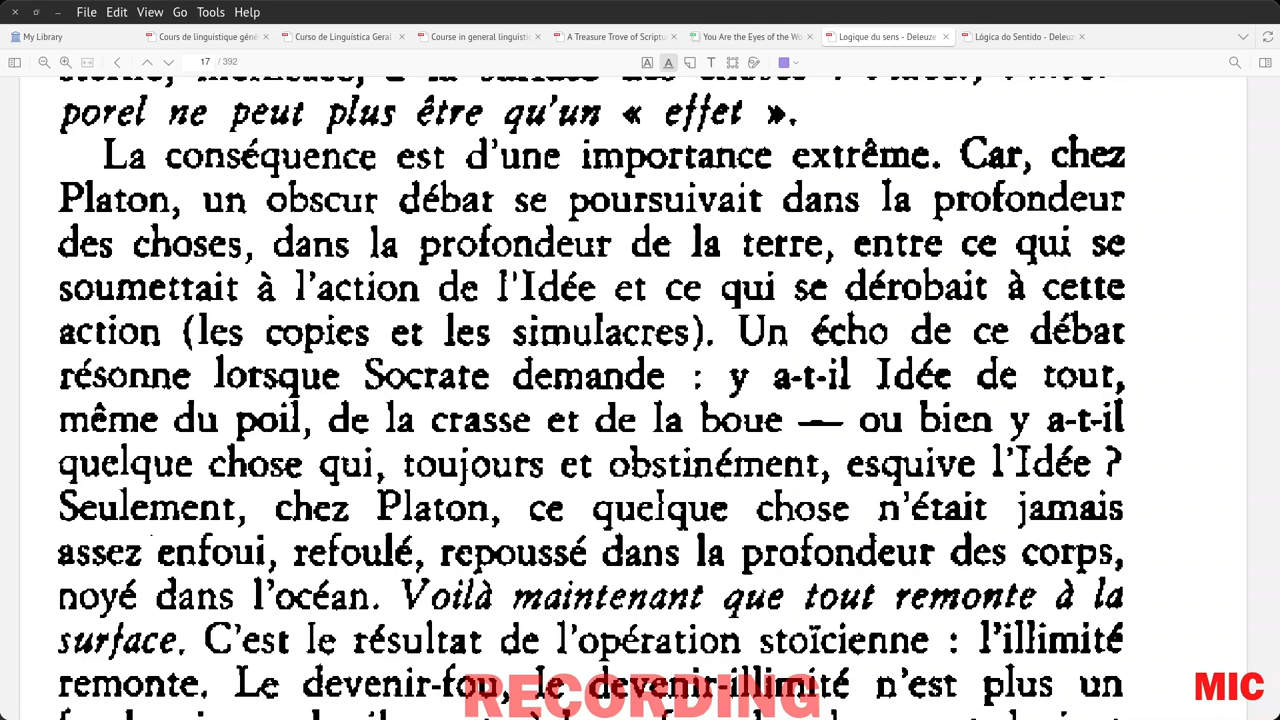 File Edit View Go Tools Help
My Library
Cours de linguistique géné
Curso de Linguística Geral
Course in general linguistic
A Treasure Trove of Scriptu
You Are the Eyes of the Wo
Logique du sens - Deleuze
Lógica do Sentido - Deleuz
17 / 392
porel ne peut plus être qu'un « effet ».
La conséquence est d'une importance extrême. Car, chez
Platon, un obscur débat se poursuivait dans la profondeur
des choses, dans la profondeur de la terre, entre ce qui se
soumettait à l'action de l'Idée et ce qui se dérobait à cette
action (les copies et les simulacres). Un écho de ce débat
résonne lorsque Socrate demande : y a-t-il Idée de tout,
même du poil, de la crasse et de la boue — ou bien y a-t-il
quelque chose qui, toujours et obstinément, esquive l'Idée ?
Seulement, chez Platon, ce quelque chose n'était jamais
assez enfoui, refoulé, repoussé dans la profondeur des corps,
noyé dans l'océan. Voilà maintenant que tout remonte à la
surface. C'est le résultat de l'opération stoïcienne : l'illimité
remonte. Le devenir-fou, le devenir-illimité n'est plus un
RECORDING
MIC